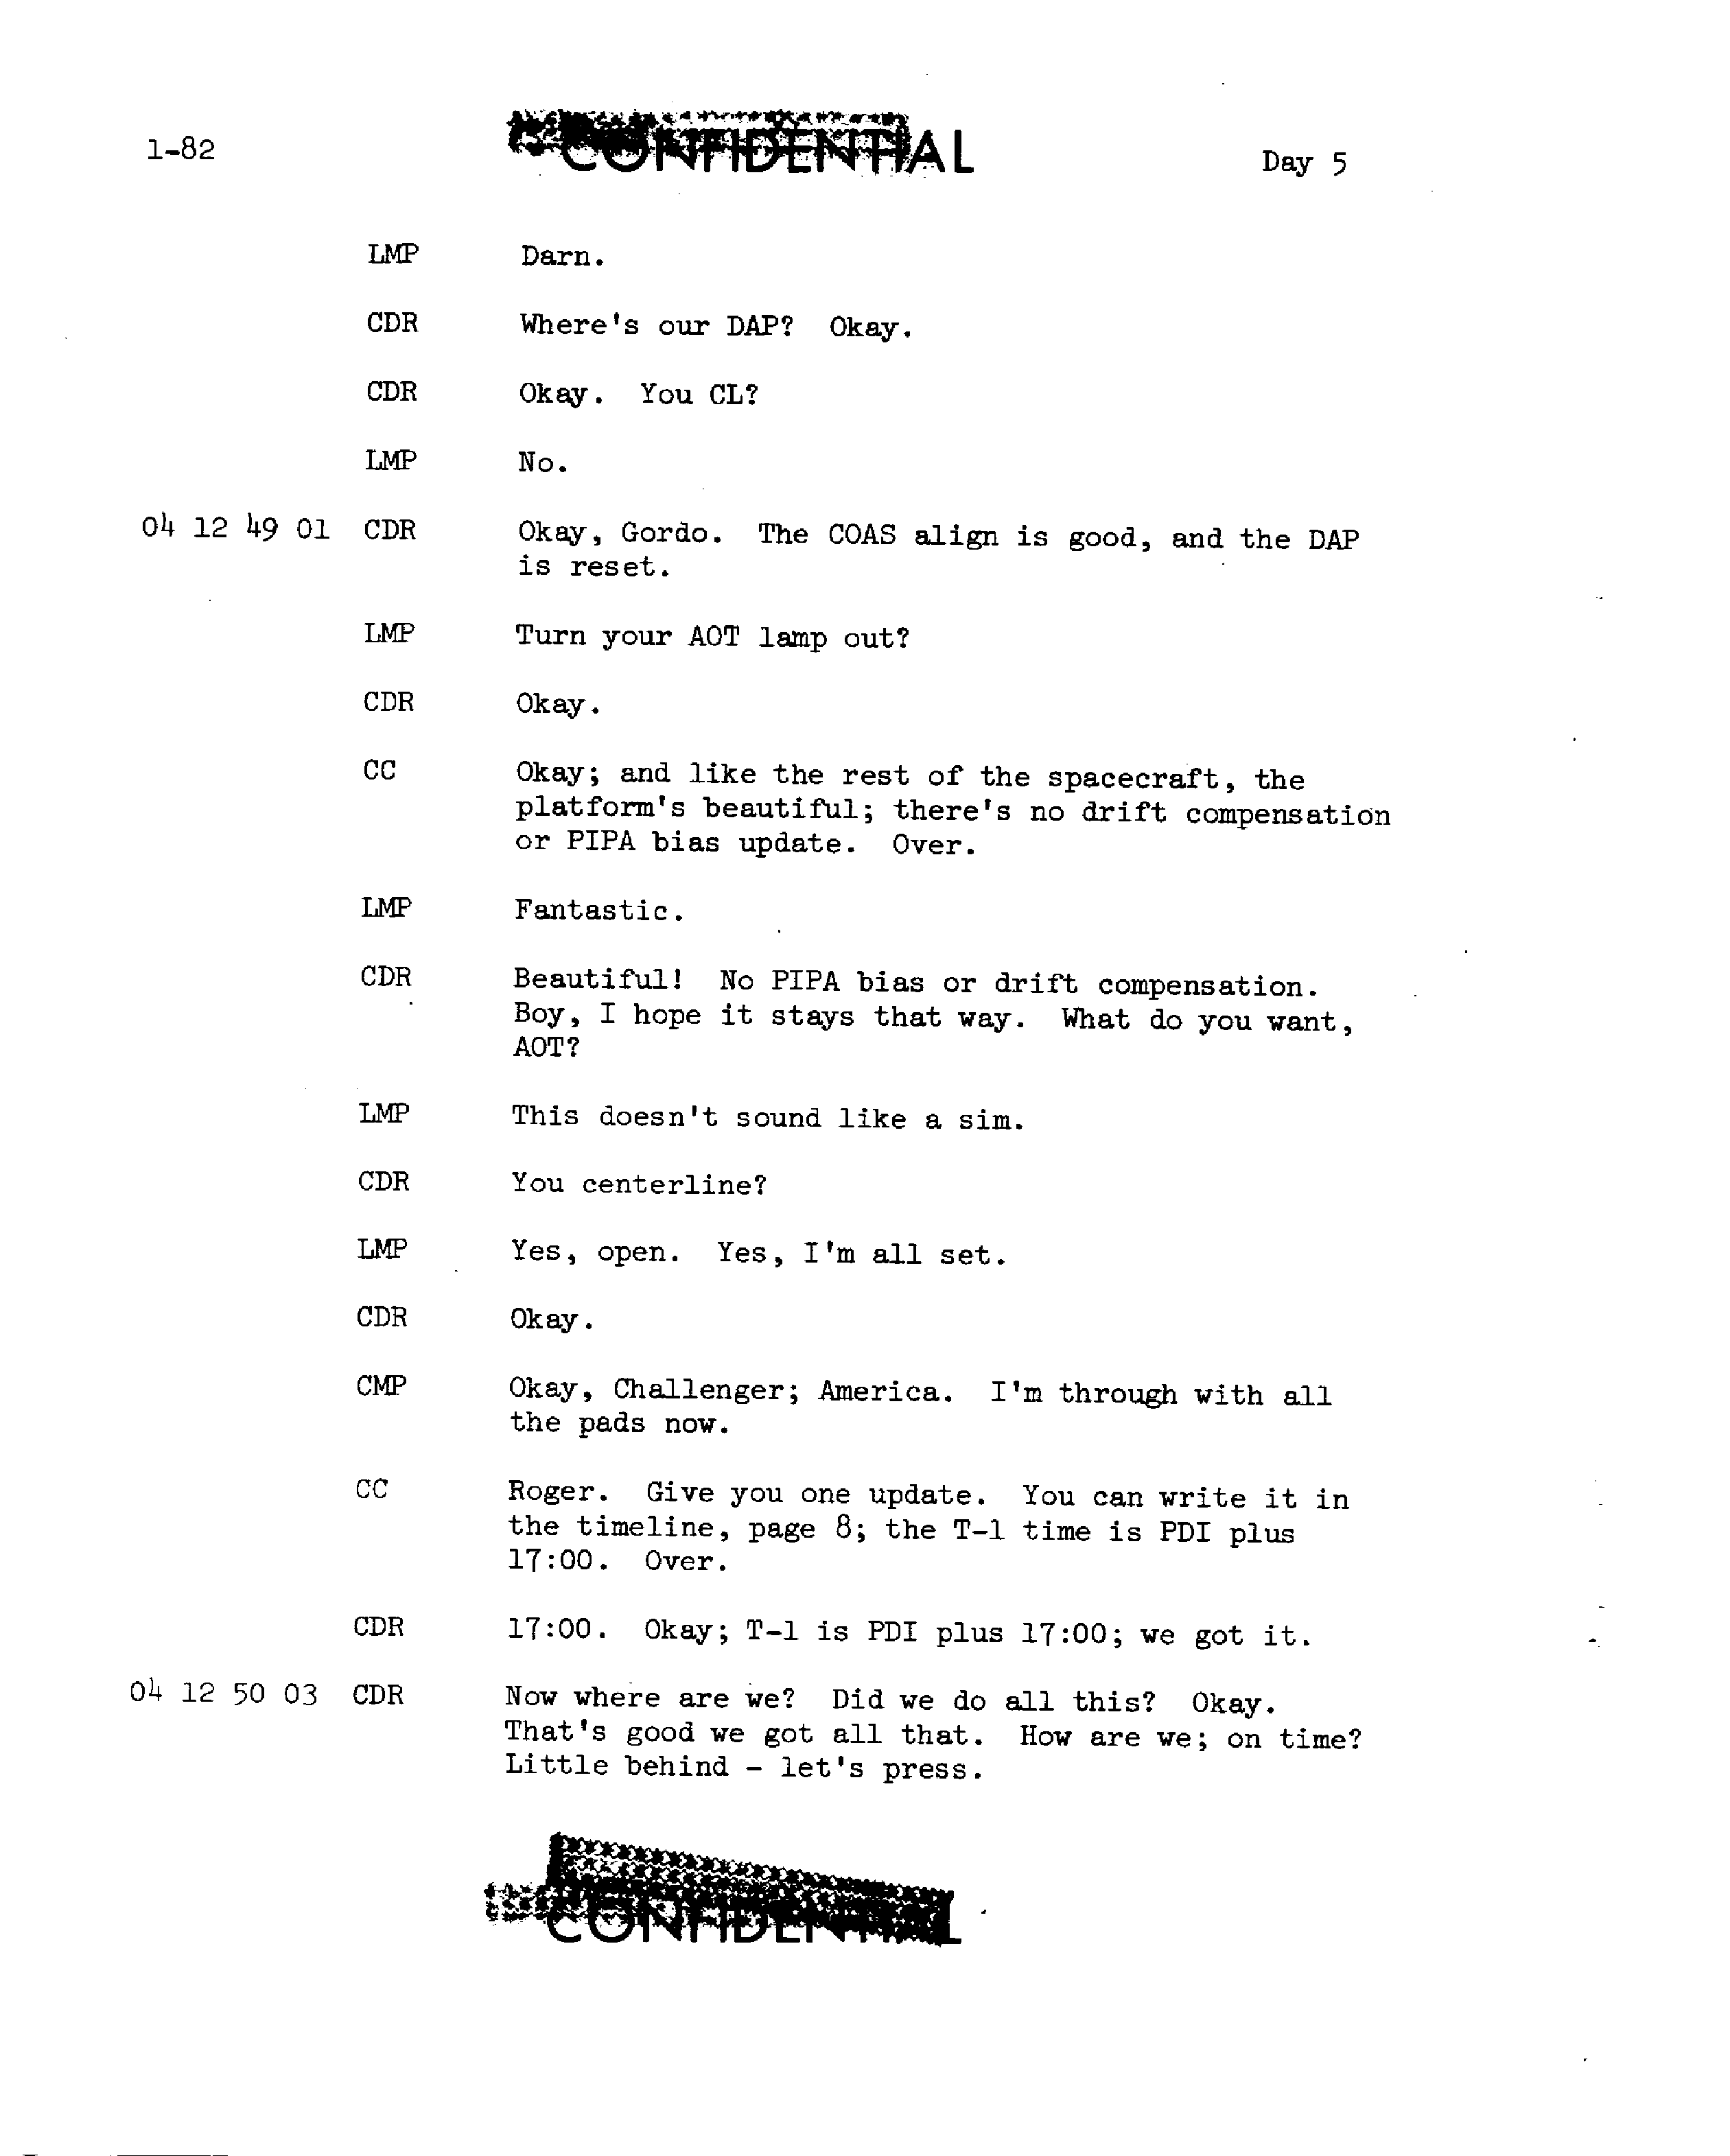 1-82
CONFIDENTIAL
Day 5
LMP Darn.
CDR Where's our DAP? Okay.
CDR Okay. You CL?
LMP No.
04 12 49 01 CDR Okay, Gordo. The COAS align is good, and the DAP
is reset.
LMP Turn your AOT lamp out?
CDR Okay.
CC Okay; and like the rest of the spacecraft, the
platform's beautiful; there's no drift compensation
or PIPA bias update. Over.
LMP Fantastic.
CDR Beautiful! No PIPA bias or drift compensation.
Boy, I hope it stays that way. What do you want,
AOT?
LMP This doesn't sound like a sim.
CDR You centerline?
LMP Yes, open. Yes, I'm all set.
CDR Okay.
CMP Okay, Challenger; America. I'm through with all
the pads now.
CC Roger. Give you one update. You can write it in
the timeline, page 8; the T-1 time is PDI plus
17:00. Over.
CDR 17:00. Okay; T-1 is PDI plus 17:00; we got it.
04 12 50 03 CDR Now where are we? Did we do all this? Okay.
That's good we got all that. How are we; on time?
Little behind - let's press.
CONFIDENTIAL